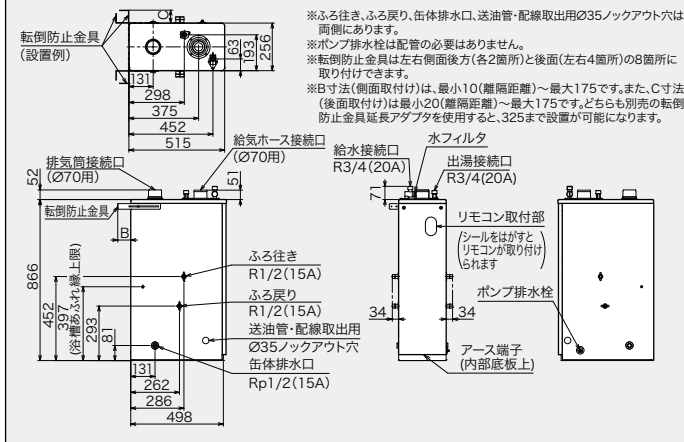 転倒防止金具
(設置例)
C
131
298
375
452
515
63
193
256
※ふろ往き、ふろ戻り、缶体排水口、送油管・配線取出用Ø35ノックアウト穴は
両側にあります。
※ポンプ排水栓は配管の必要はありません。
※転倒防止金具は左右側面後方(各2箇所)と後面(左右4箇所)の8箇所に
取り付けできます。
※B寸法(側面取付け)は、最小10(離隔距離)~最大175です。また、C寸法
(後面取付け)は最小20(離隔距離)~最大175です。どちらも別売の転倒
防止金具延長アダプタを使用すると、325まで設置が可能になります。
排気筒接続口
(Ø70用)
給気ホース接続口
(Ø70用)
52
51
転倒防止金具
B
866
452
397
(浴槽あふれ縁上限)
293
81
ふろ往き
R1/2(15A)
ふろ戻り
R1/2(15A)
送油管・配線取出用
Ø35ノックアウト穴
缶体排水口
Rp1/2(15A)
131
262
286
498
給水接続口
R3/4(20A)
水フィルタ
出湯接続口
R3/4(20A)
71
リモコン取付部
(シールをはがすと
リモコンが取り付け
られます)
34
34
ポンプ排水栓
アース端子
(内部底板上)